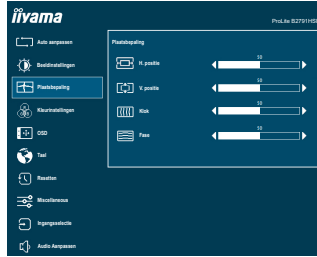 iiyama
ProLite B2791HS
Auto aanpassen
Beeldinstellingen
Plaatsbepaling
Kleurinstellingen
OSD
Taal
Resetten
Miscellaneous
Ingangsselectie
Audio Aanpassen
Plaatsbepaling
H. positie
50
V. positie
50
Klok
50
Fase
50